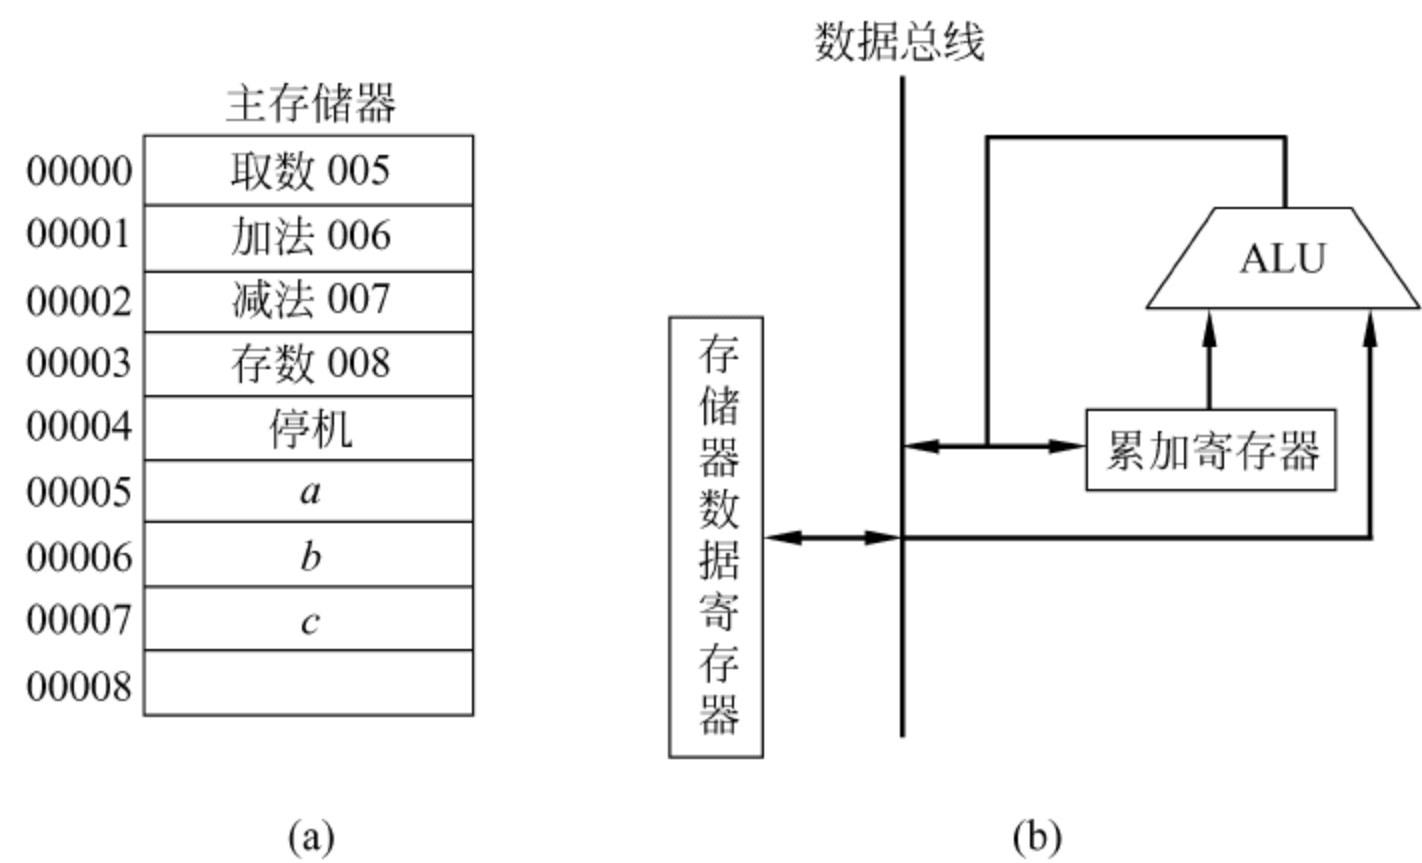 主存储器
00000 取数 005
00001 加法 006
00002 减法 007
00003 存数 008
00004 停机
00005 a
00006 b
00007 c
00008
(a)
数据总线
ALU
累加寄存器
存储器数据寄存器
(b)